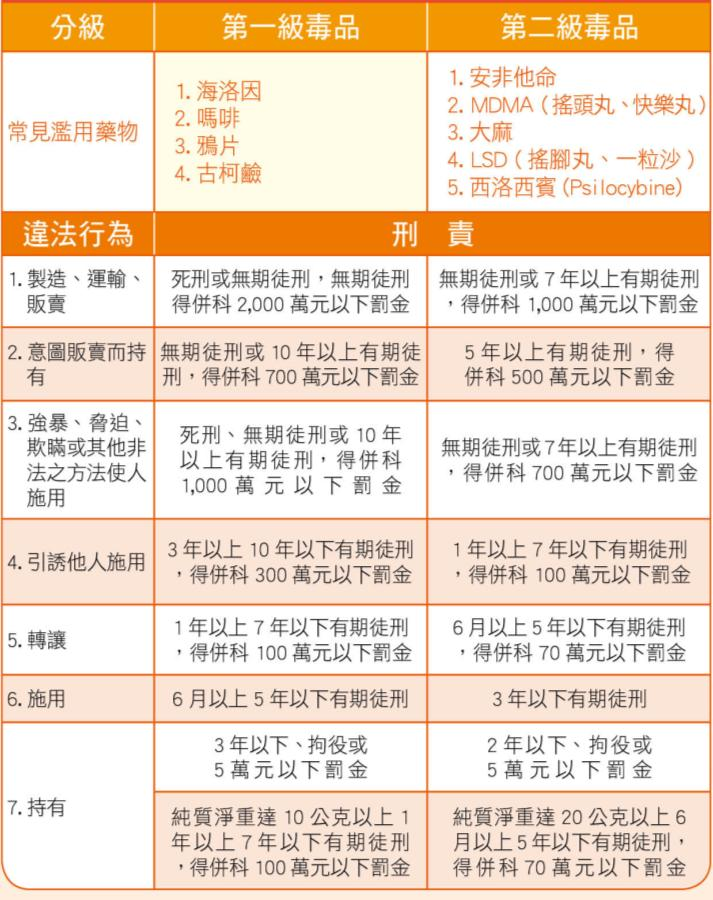 分級
第一級毒品
第二級毒品
常見濫用藥物
1. 海洛因
2. 嗎啡
3. 鴉片
4. 古柯鹼
1. 安非他命
2. MDMA（搖頭丸、快樂丸）
3. 大麻
4. LSD（搖腳丸、一粒沙）
5. 西洛西賓 (Psilocybine)
違法行為
刑 責
1. 製造、運輸、
販賣
死刑或無期徒刑，無期徒刑
得併科 2,000 萬元以下罰金
無期徒刑或 7 年以上有期徒刑
，得併科 1,000 萬元以下罰金
2. 意圖販賣而持
有
無期徒刑或 10 年以上有期徒
刑，得併科 700 萬元以下罰金
5 年以上有期徒刑，得
併科 500 萬元以下罰金
3. 強暴、脅迫、
欺瞞或其他非
法之方法使人
施用
死刑、無期徒刑或 10 年
以上有期徒刑，得併科
1,000 萬元以下罰金
無期徒刑或 7 年以上有期徒刑
，得併科 700 萬元以下罰金
4. 引誘他人施用
3 年以上 10 年以下有期徒刑
，得併科 300 萬元以下罰金
1 年以上 7 年以下有期徒刑
，得併科 100 萬元以下罰金
5. 轉讓
1 年以上 7 年以下有期徒刑
，得併科 100 萬元以下罰金
6 月以上 5 年以下有期徒刑
，得併科 70 萬元以下罰金
6. 施用
6 月以上 5 年以下有期徒刑
3 年以下有期徒刑
7. 持有
3 年以下、拘役或
5 萬元以下罰金
2 年以下、拘役或
5 萬元以下罰金
純質淨重達 10 公克以上 1
年以上 7 年以下有期徒刑
，得併科 100 萬元以下罰金
純質淨重達 20 公克以上 6
月以上 5 年以下有期徒刑，
得併科 70 萬元以下罰金